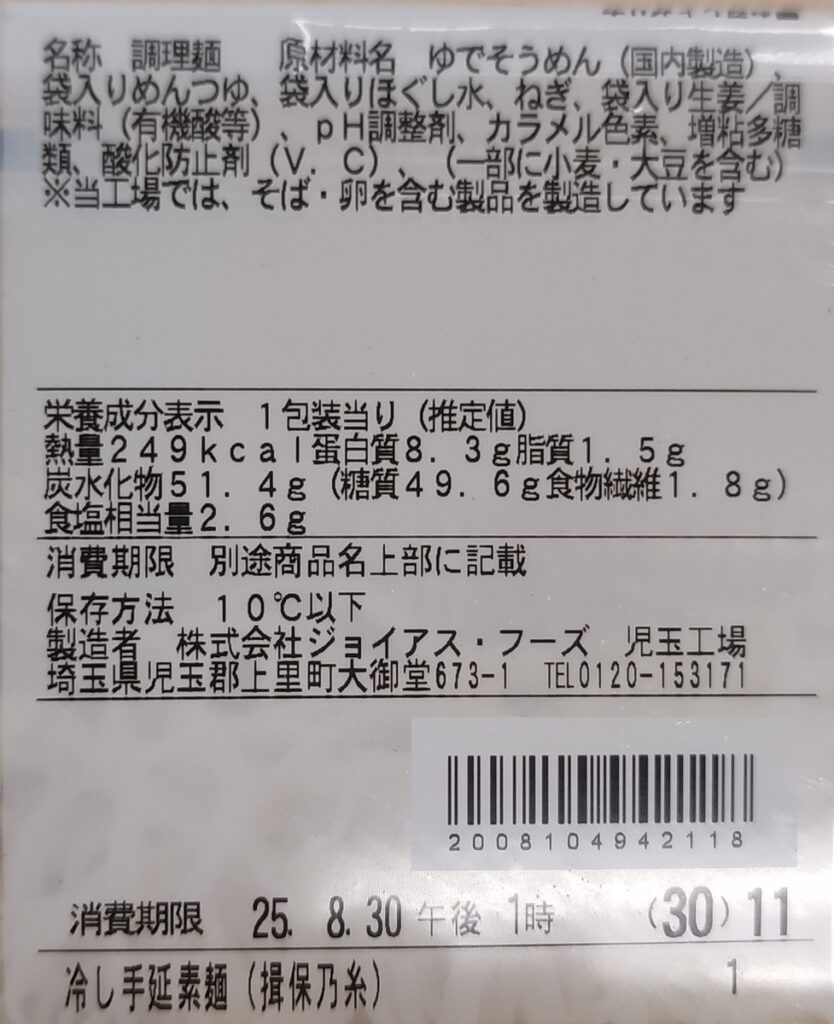 名称　調理麺　　原材料名　ゆでそうめん（国内製造）、
袋入りめんつゆ、袋入りほぐし水、ねぎ、袋入り生姜／調
味料（有機酸等）、ｐＨ調整剤、カラメル色素、増粘多糖
類、酸化防止剤（Ｖ．Ｃ）、（一部に小麦・大豆を含む）
※当工場では、そば・卵を含む製品を製造しています
栄養成分表示　１包装当り（推定値）
熱量２４９ｋｃａｌ蛋白質８．３ｇ脂質１．５ｇ
炭水化物５１．４ｇ（糖質４９．６ｇ食物繊維１．８ｇ）
食塩相当量２．６ｇ
消費期限　別途商品名上部に記載
保存方法　１０℃以下
製造者　株式会社ジョイアス・フーズ　児玉工場
埼玉県児玉郡上里町大御堂673-1　TEL0120-153171
2008104942118
消費期限　25. 8.30 午後 1時　（30）11
冷し手延素麺（揖保乃糸）　1